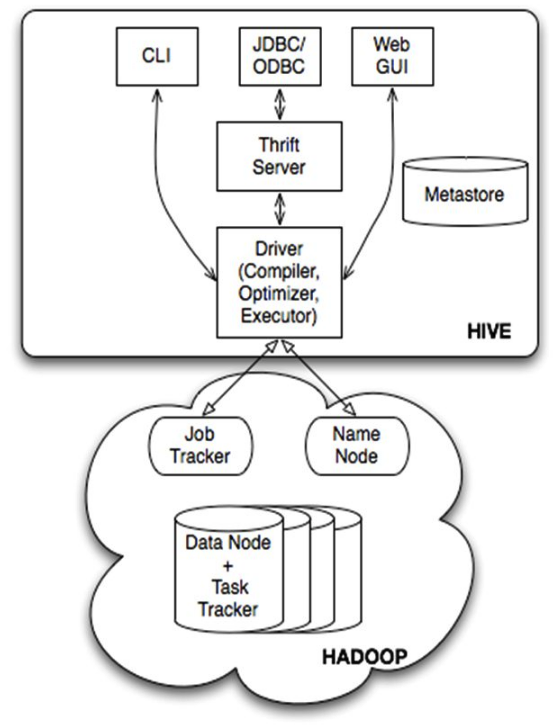 CLI
JDBC/
ODBC
Web
GUI
Thrift
Server
Metastore
Driver
(Compiler,
Optimizer,
Executor)
HIVE
Job
Tracker
Name
Node
Data Node
+
Task
Tracker
HADOOP